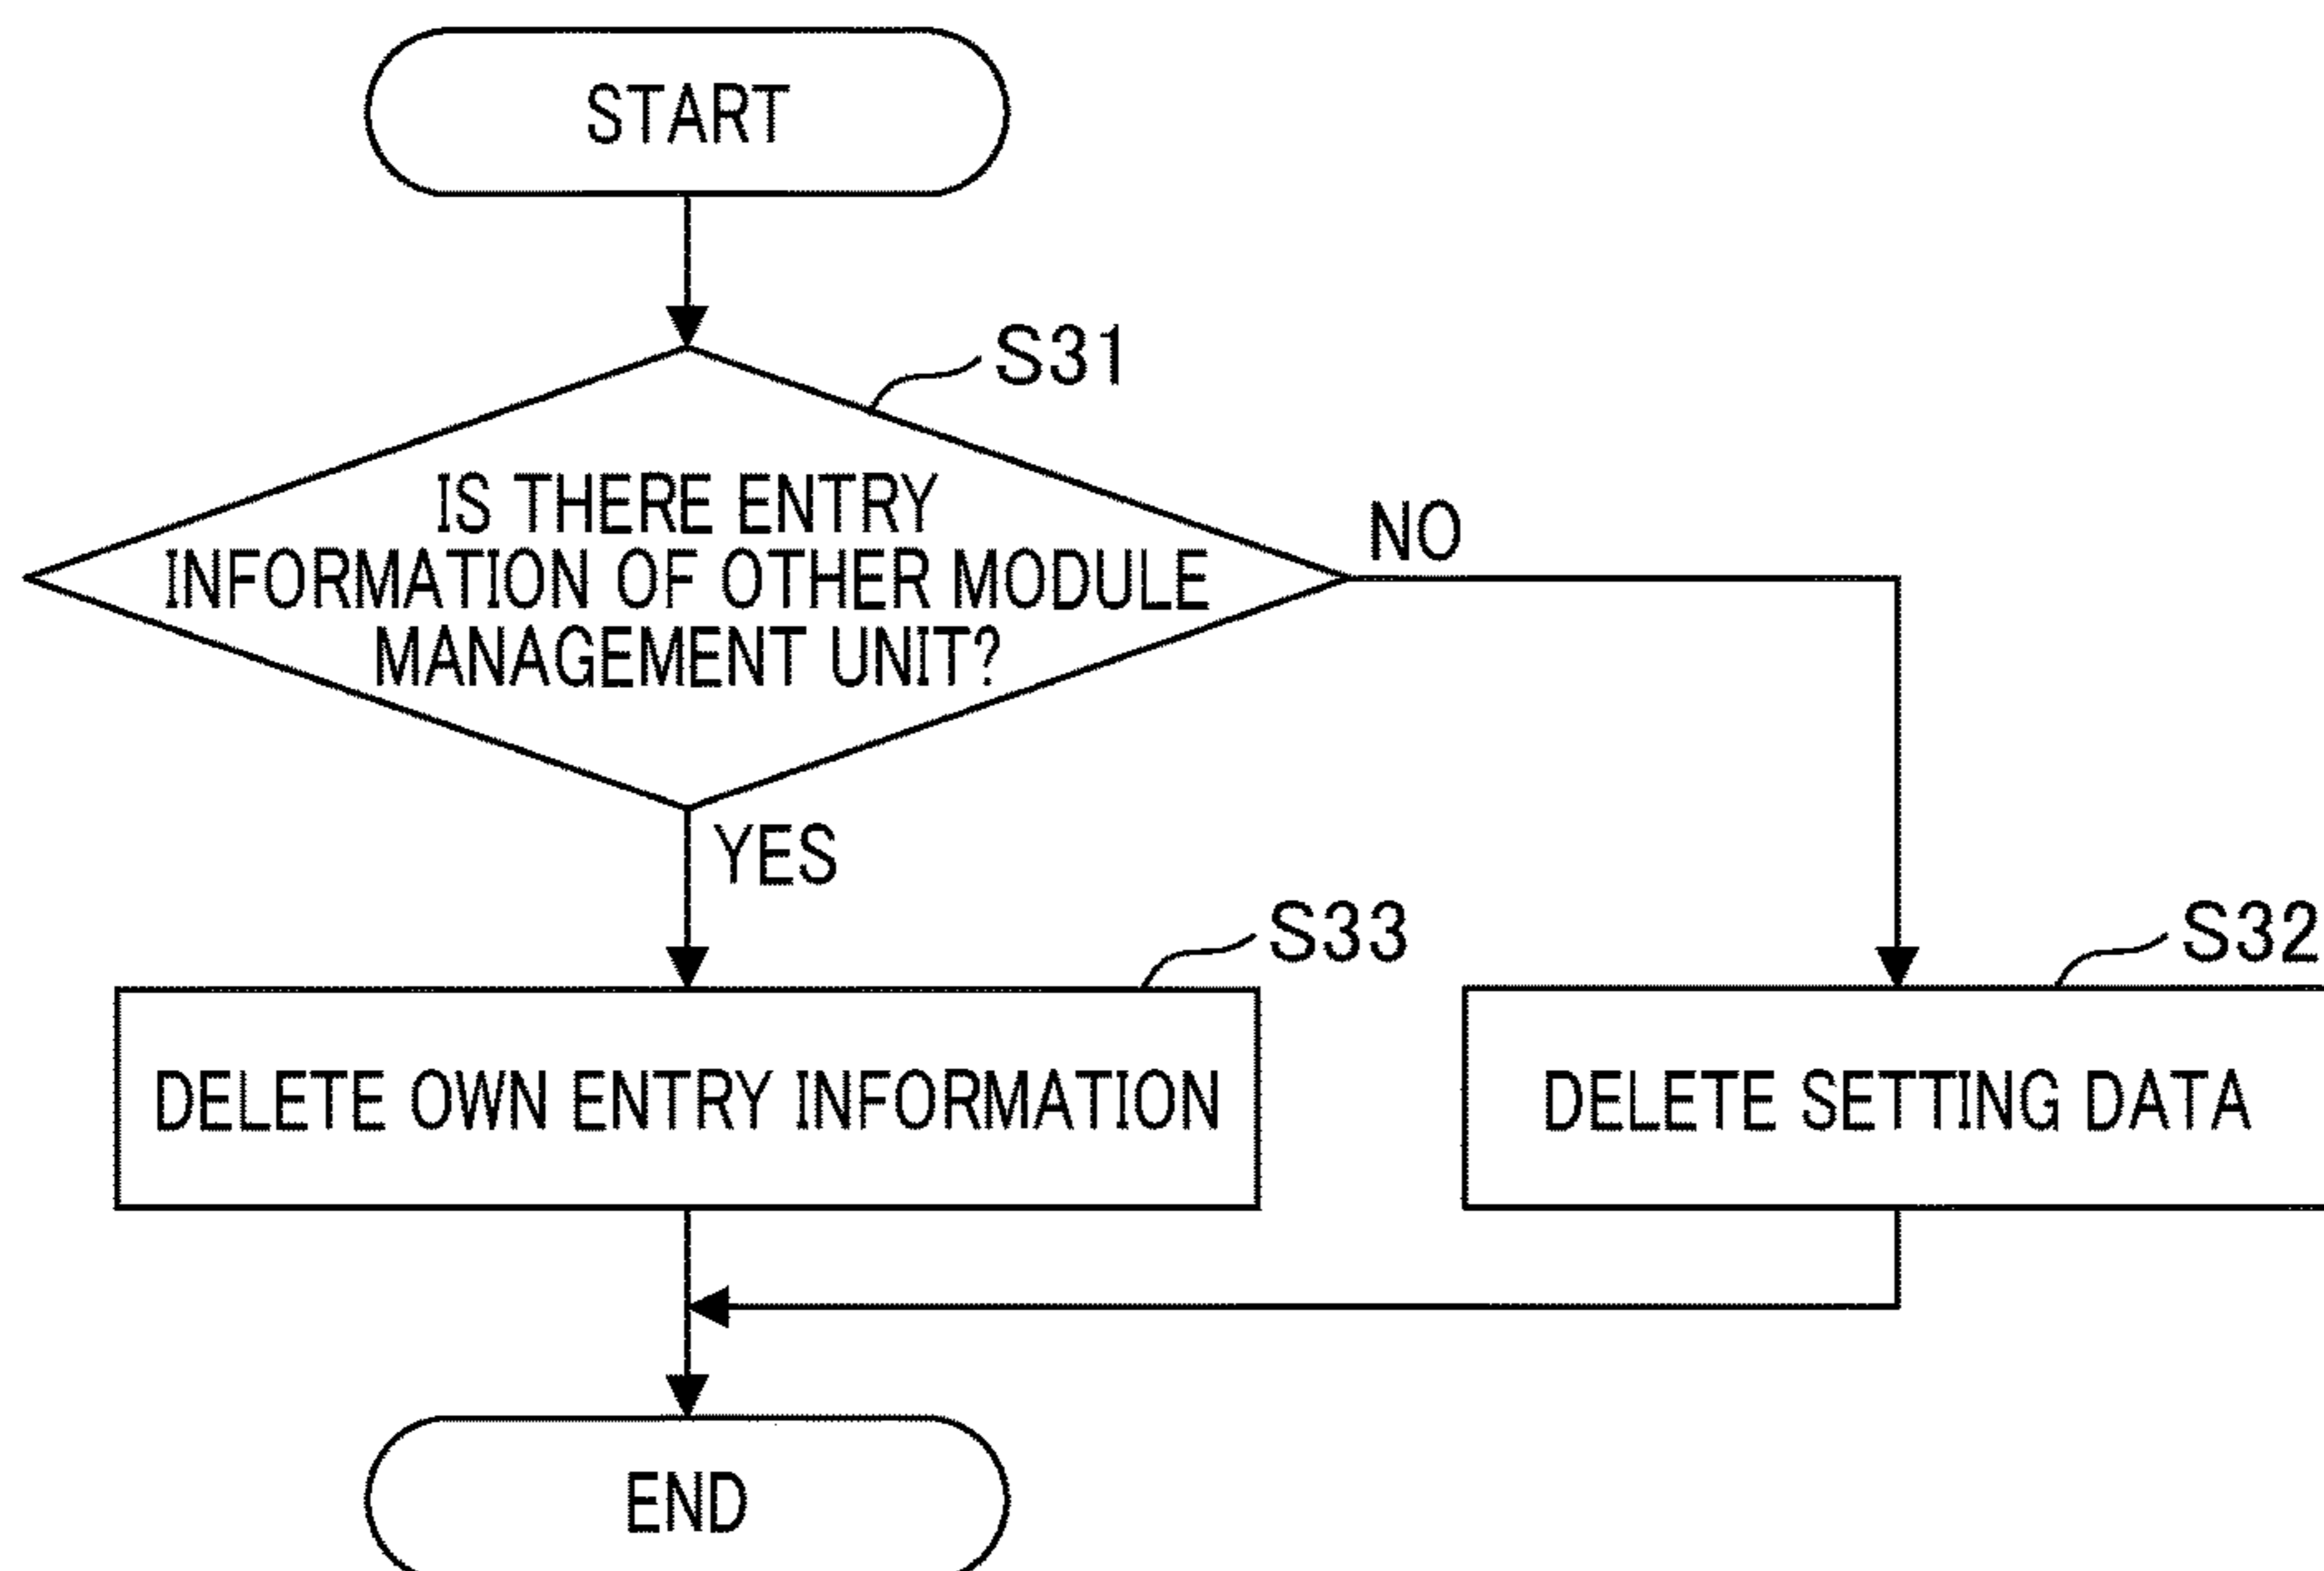 START
S31
IS THERE ENTRY
INFORMATION OF OTHER MODULE
MANAGEMENT UNIT?
NO
YES
S33
S32
DELETE OWN ENTRY INFORMATION
DELETE SETTING DATA
END